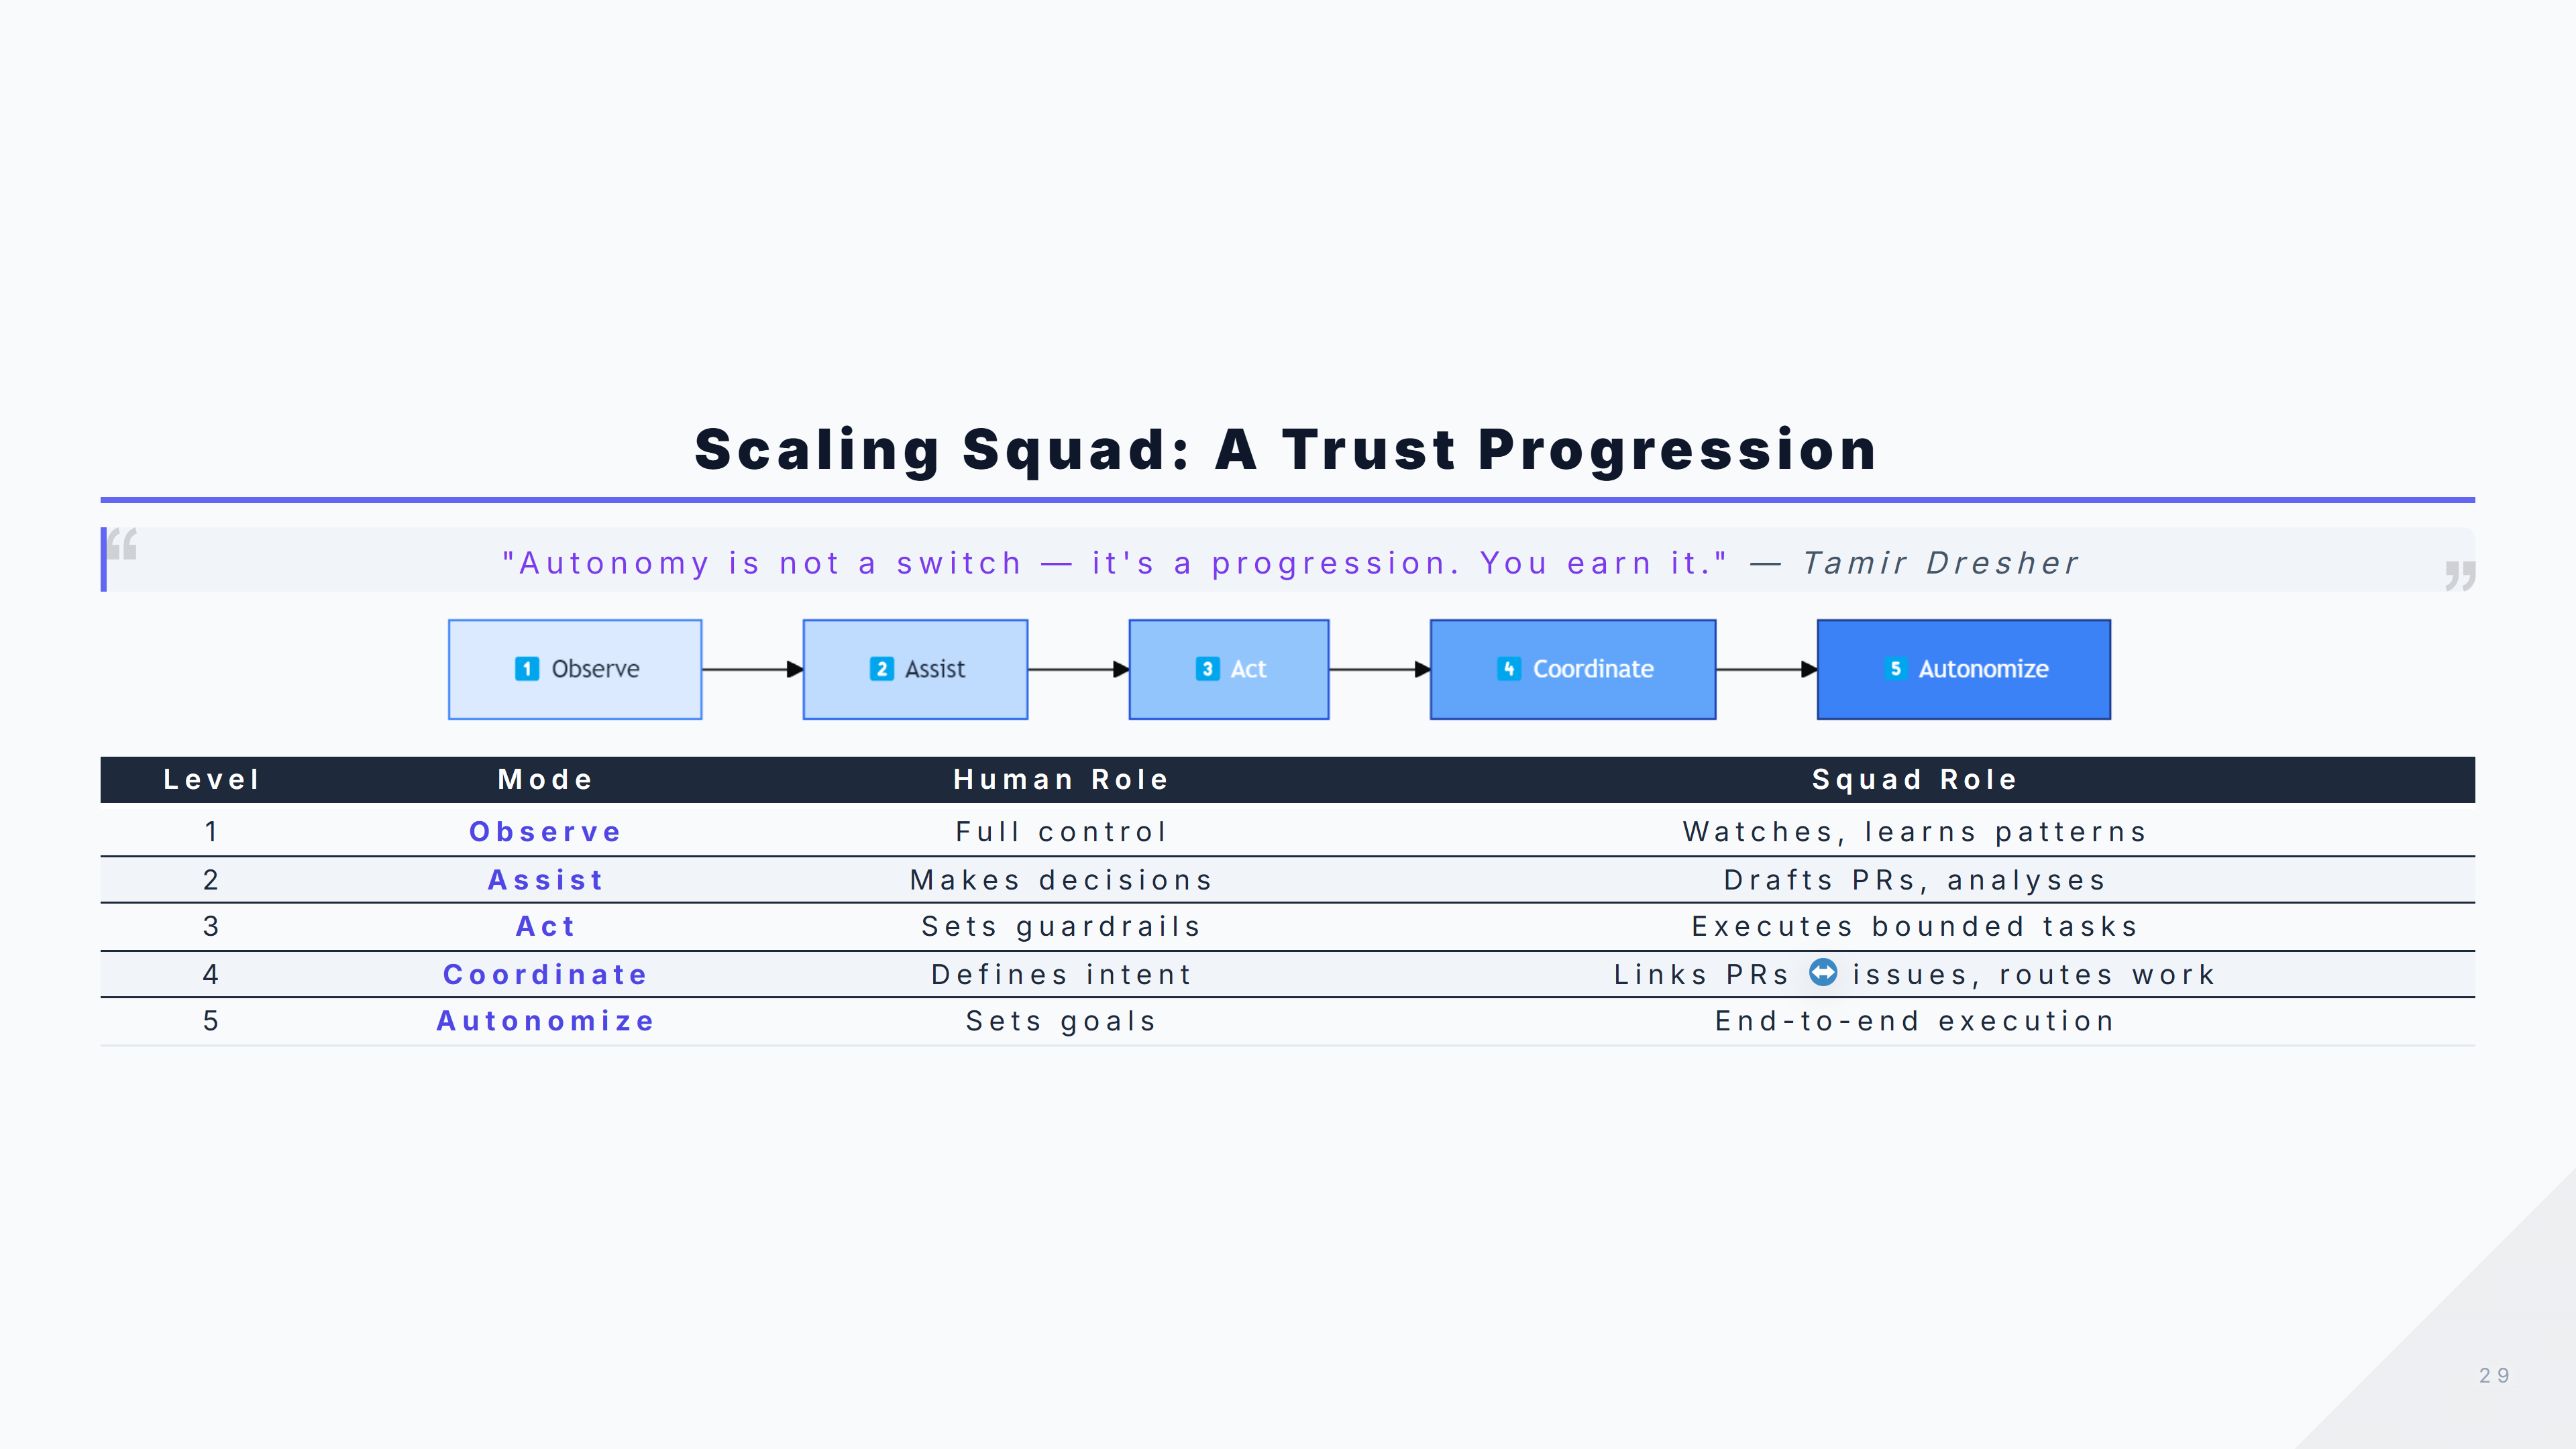 Scaling Squad: A Trust Progression
"Autonomy is not a switch — it's a progression. You earn it." — Tamir Dresher
1 Observe
2 Assist
3 Act
4 Coordinate
5 Autonomize
Level Mode Human Role Squad Role
1 Observe Full control Watches, learns patterns
2 Assist Makes decisions Drafts PRs, analyses
3 Act Sets guardrails Executes bounded tasks
4 Coordinate Defines intent Links PRs ↔ issues, routes work
5 Autonomize Sets goals End-to-end execution
29